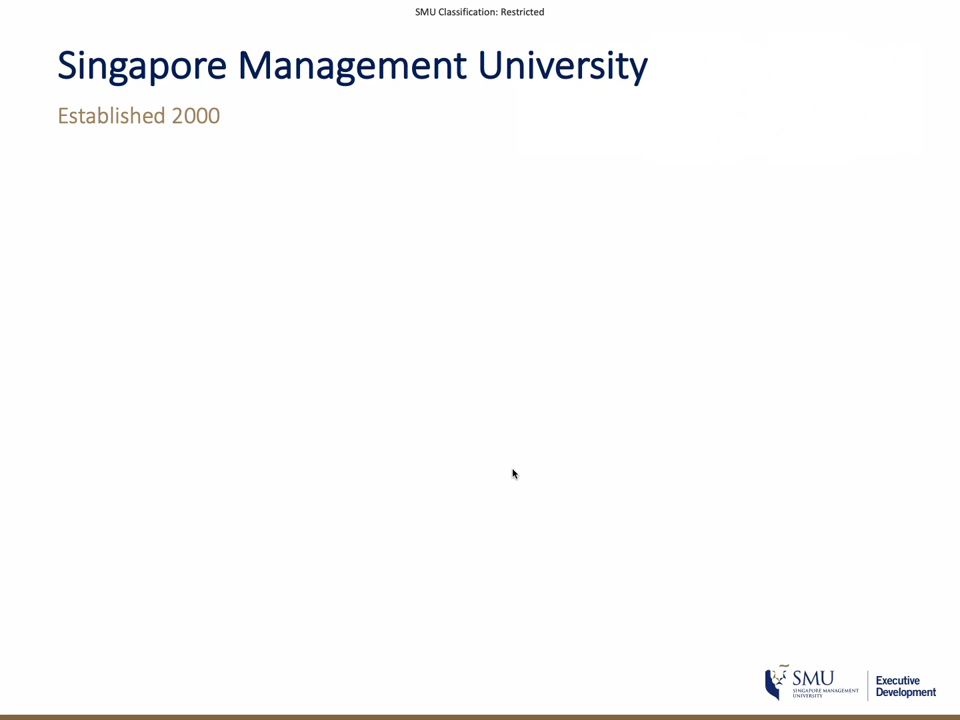 SMU Classification: Restricted
Singapore Management University
Established 2000
SMU
SINGAPORE MANAGEMENT
UNIVERSITY
Executive
Development